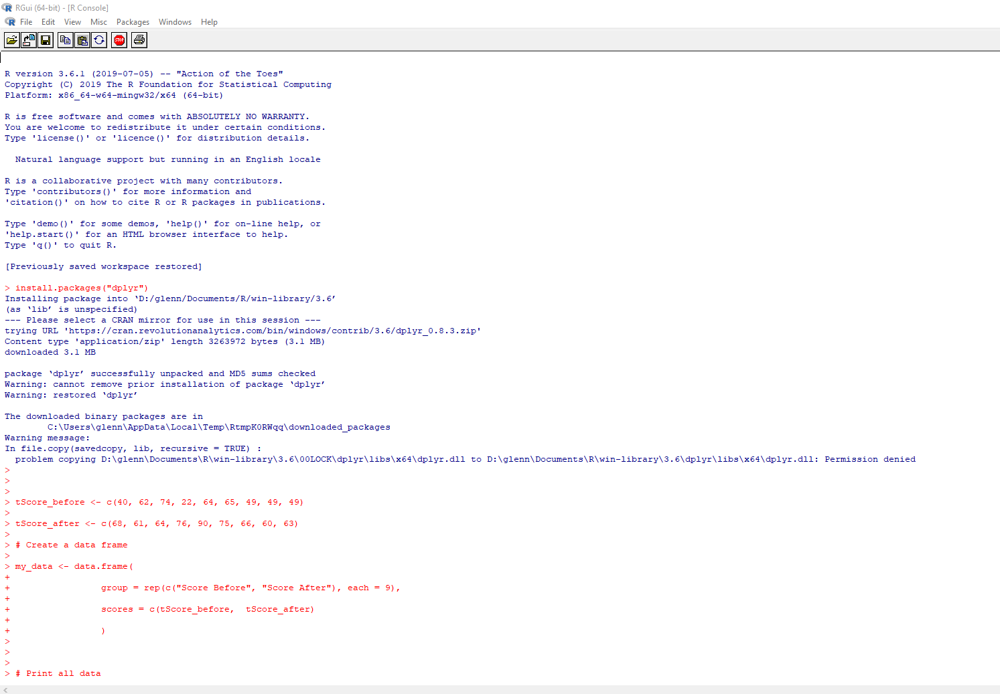 RGui (64-bit) - [R Console]
File Edit View Misc Packages Windows Help
STOP
R version 3.6.1 (2019-07-05) -- "Action of the Toes"
Copyright (C) 2019 The R Foundation for Statistical Computing
Platform: x86_64-w64-mingw32/x64 (64-bit)
R is free software and comes with ABSOLUTELY NO WARRANTY.
You are welcome to redistribute it under certain conditions.
Type 'license()' or 'licence()' for distribution details.
  Natural language support but running in an English locale
R is a collaborative project with many contributors.
Type 'contributors()' for more information and
'citation()' on how to cite R or R packages in publications.
Type 'demo()' for some demos, 'help()' for on-line help, or
'help.start()' for an HTML browser interface to help.
Type 'q()' to quit R.
[Previously saved workspace restored]
> install.packages("dplyr")
Installing package into ‘D:/glenn/Documents/R/win-library/3.6’
(as ‘lib’ is unspecified)
--- Please select a CRAN mirror for use in this session ---
trying URL 'https://cran.revolutionanalytics.com/bin/windows/contrib/3.6/dplyr_0.8.3.zip'
Content type 'application/zip' length 3263972 bytes (3.1 MB)
downloaded 3.1 MB
package ‘dplyr’ successfully unpacked and MD5 sums checked
Warning: cannot remove prior installation of package ‘dplyr’
Warning: restored ‘dplyr’
The downloaded binary packages are in
        C:\Users\glenn\AppData\Local\Temp\RtmpK0RWqq\downloaded_packages
Warning message:
In file.copy(savedcopy, lib, recursive = TRUE) :
  problem copying D:\glenn\Documents\R\win-library\3.6\00LOCK\dplyr\libs\x64\dplyr.dll to D:\glenn\Documents\R\win-library\3.6\dplyr\libs\x64\dplyr.dll: Permission denied
>
>
>
> tScore_before <- c(40, 62, 74, 22, 64, 65, 49, 49, 49)
>
> tScore_after <- c(68, 61, 64, 76, 90, 75, 66, 60, 63)
>
> # Create a data frame
>
> my_data <- data.frame(
+
+                 group = rep(c("Score Before", "Score After"), each = 9),
+
+                 scores = c(tScore_before,  tScore_after)
+
+                 )
>
>
>
> # Print all data